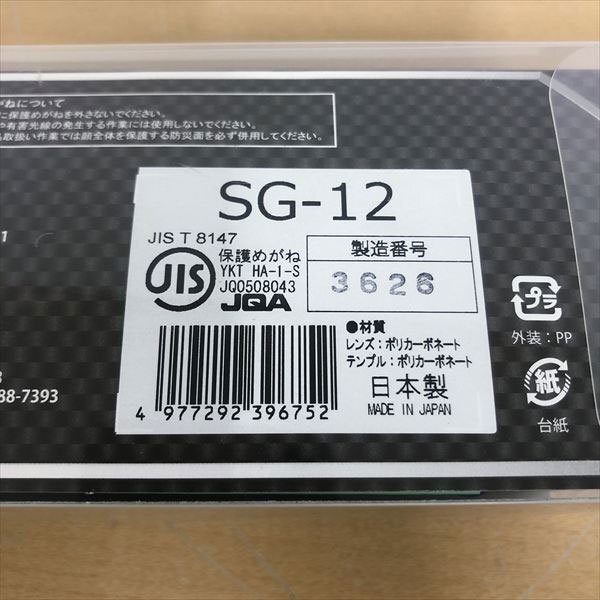 がねについて
に保護めがねを外さないでください。
や有害光線の発生する作業には使用しないでください。
品取扱い作業では顔全体を保護する防災面を必ず併用してください。
SG-12
JIS T 8147
JIS
保護めがね
YKT HA-1-S
JQ0508043
JQA
製造番号
3626
●材質
レンズ：ポリカーボネート
テンプル：ポリカーボネート
日本製
MADE IN JAPAN
4 977292 396752
プラ
外装：PP
紙
台紙
1
3
88-7393